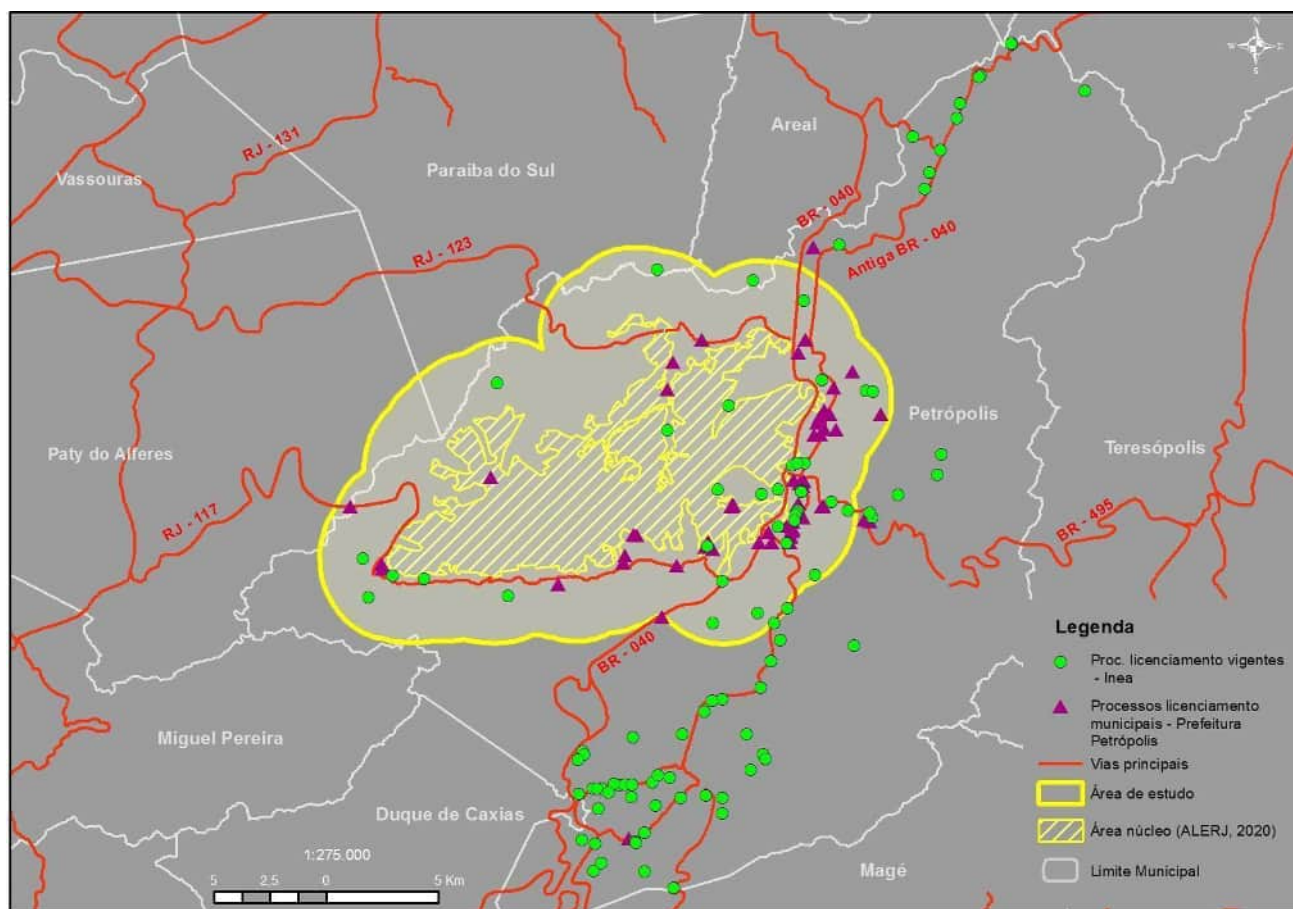 N
W E
S
Areal
RJ - 131
Paraiba do Sul
Vassouras
BR - 040
RJ - 123
Antiga BR - 040
Petrópolis
Paty do Alferes
Teresópolis
RJ - 117
BR - 495
Legenda
Proc. licenciamento vigentes
- Inea
Processos licenciamento
municipais - Prefeitura
Petrópolis
Vias principais
Área de estudo
Área núcleo (ALERJ, 2020)
Limite Municipal
BR - 040
Miguel Pereira
Duque de Caxias
Magé
1:275.000
5 2,5 0 5 Km